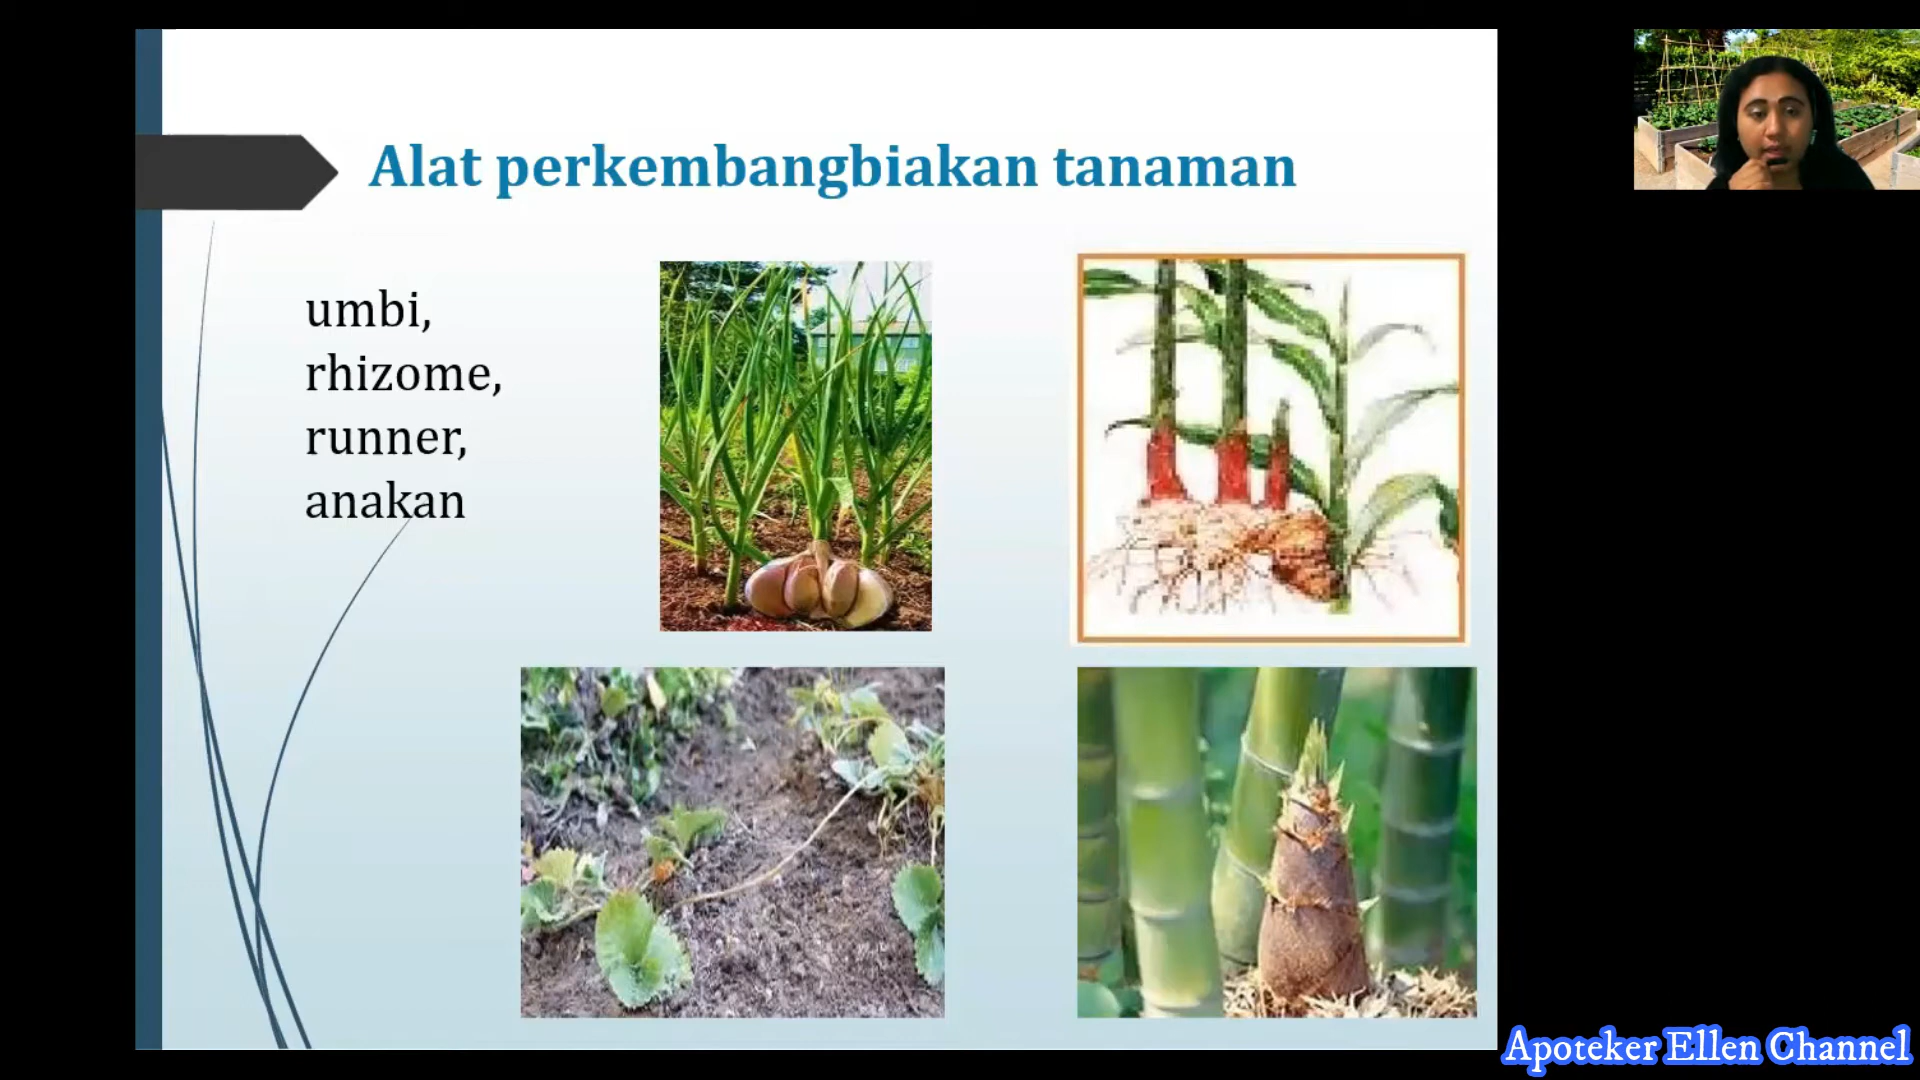 Alat perkembangbiakan tanaman
umbi,
rhizome,
runner,
anakan
Apoteker Ellen Channel